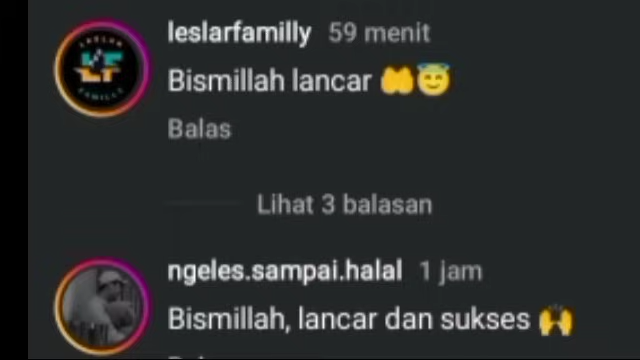 leslarfamilly 59 menit
Bismillah lancar 🤲😇
Balas
Lihat 3 balasan
ngeles.sampai.halal 1 jam
Bismillah, lancar dan sukses 🙌